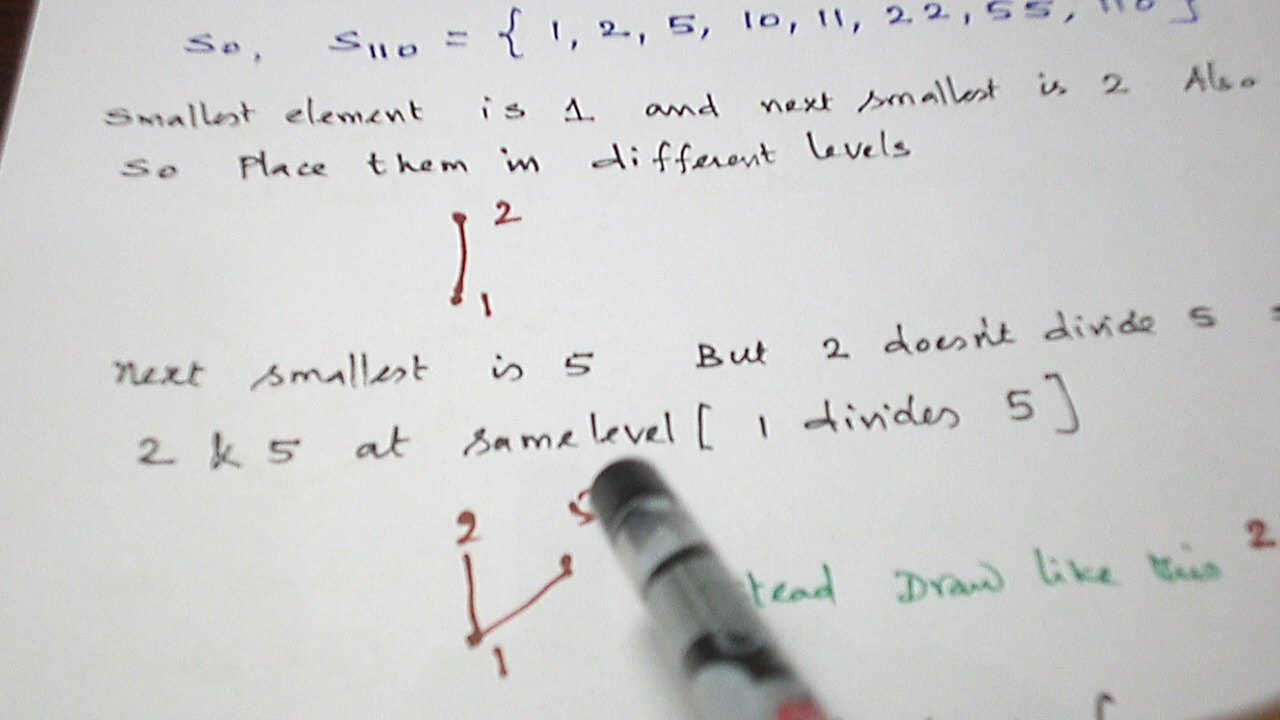 So, S110 = { 1, 2, 5, 10, 11, 22, 55, 110 }
Smallest element is 1 and next smallest is 2 Also
So Place them in different levels
2
1
next smallest is 5 But 2 doesn't divide 5
2 & 5 at same level [ 1 divides 5 ]
2 5
tead Draw like this 2
1